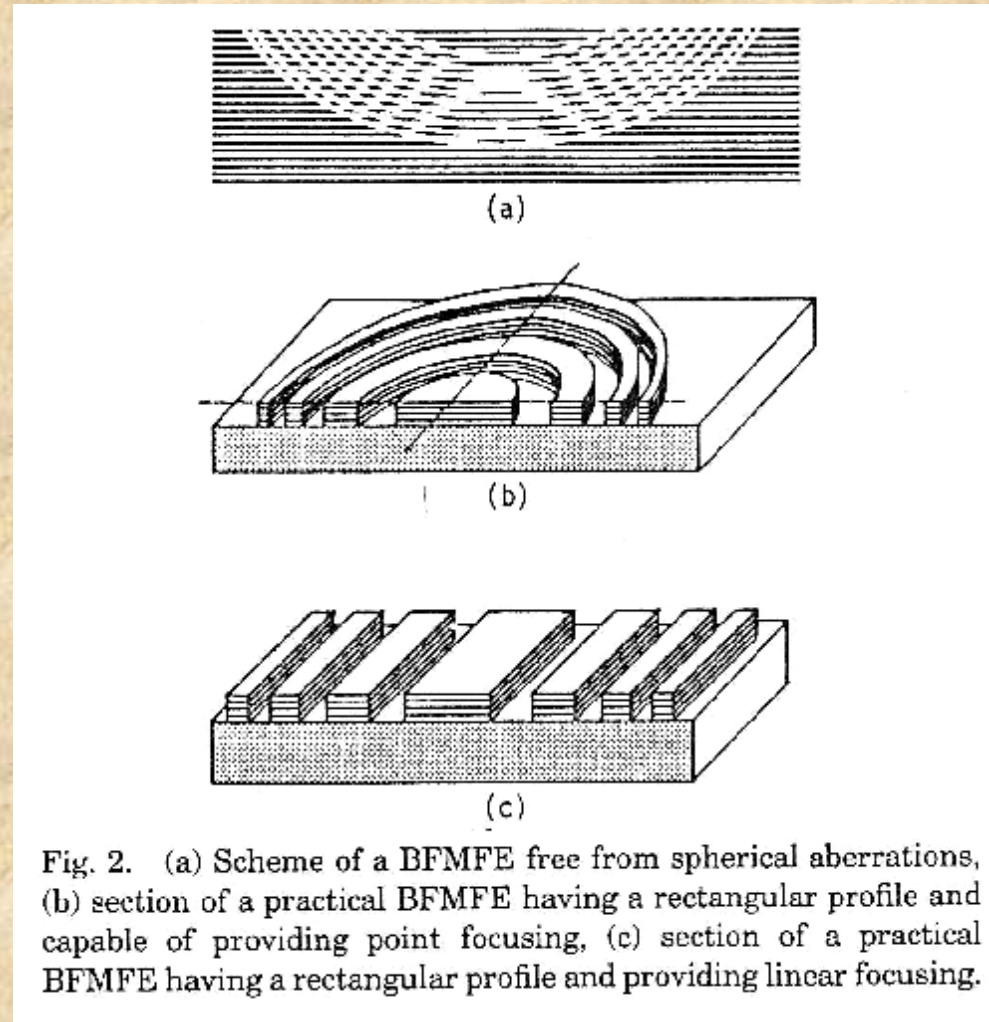 (a)
(b)
(c)
Fig. 2. (a) Scheme of a BFMFE free from spherical aberrations,
(b) section of a practical BFMFE having a rectangular profile and
capable of providing point focusing, (c) section of a practical
BFMFE having a rectangular profile and providing linear focusing.